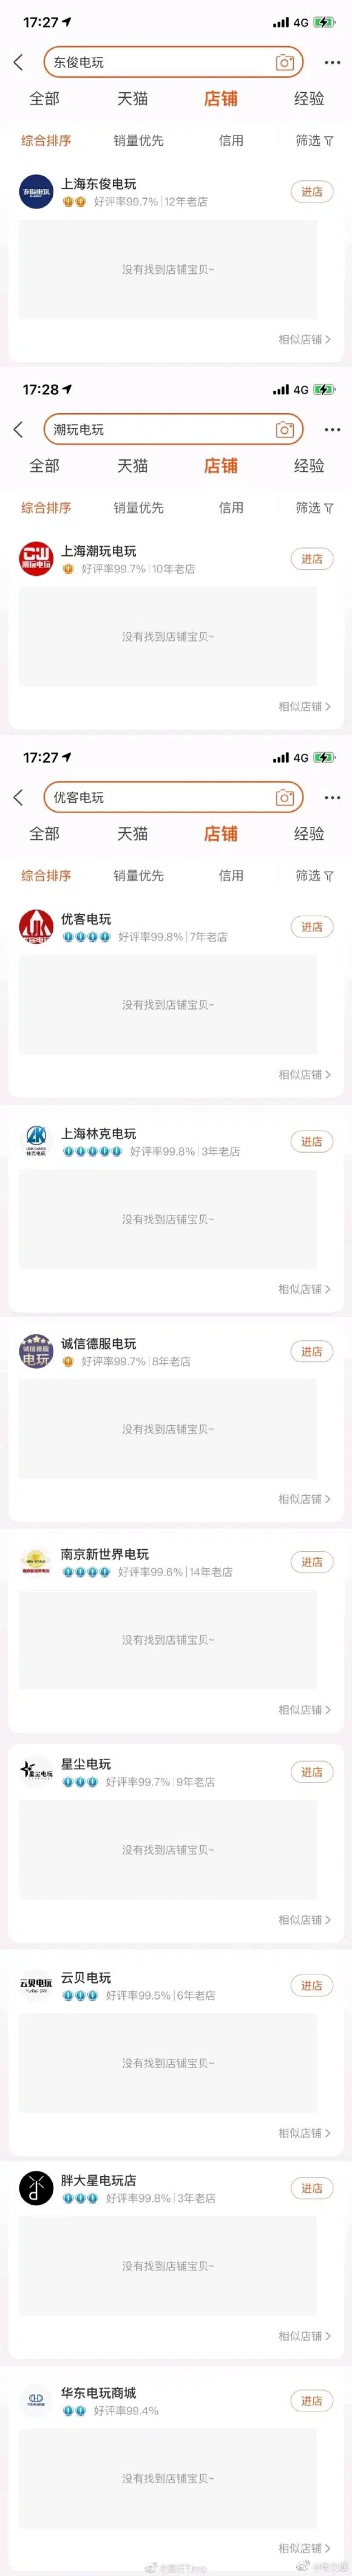 17:27
4G
东俊电玩
全部 天猫 店铺 经验
综合排序 销量优先 信用 筛选
上海东俊电玩
进店
好评率99.7% 12年老店
没有找到店铺宝贝~
相似店铺
17:28
4G
潮玩电玩
全部 天猫 店铺 经验
综合排序 销量优先 信用 筛选
CW
潮玩电玩
上海潮玩电玩
进店
好评率99.7% 10年老店
没有找到店铺宝贝~
相似店铺
17:27
4G
优客电玩
全部 天猫 店铺 经验
综合排序 销量优先 信用 筛选
优客电玩
进店
好评率99.8% 7年老店
没有找到店铺宝贝~
相似店铺
上海林克电玩
进店
林克电玩
好评率99.8% 3年老店
没有找到店铺宝贝~
相似店铺
诚信德服
电玩
诚信德服电玩
进店
好评率99.7% 8年老店
没有找到店铺宝贝~
相似店铺
南京新世界电玩
进店
好评率99.6% 14年老店
没有找到店铺宝贝~
相似店铺
星尘电玩
星尘电玩
进店
好评率99.7% 9年老店
没有找到店铺宝贝~
相似店铺
云贝电玩
云贝电玩
进店
好评率99.5% 6年老店
没有找到店铺宝贝~
相似店铺
胖大星电玩店
进店
好评率99.8% 3年老店
没有找到店铺宝贝~
相似店铺
华东电玩商城
进店
好评率99.4%
没有找到店铺宝贝~
相似店铺